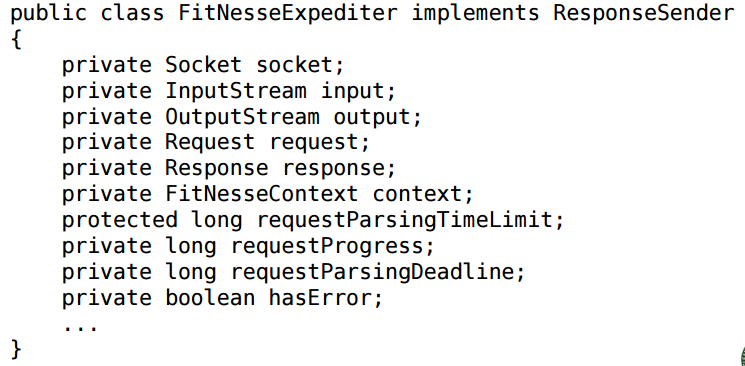 public class FitNesseExpediter implements ResponseSender
{
    private Socket socket;
    private InputStream input;
    private OutputStream output;
    private Request request;
    private Response response;
    private FitNesseContext context;
    protected long requestParsingTimeLimit;
    private long requestProgress;
    private long requestParsingDeadline;
    private boolean hasError;
    ...
}